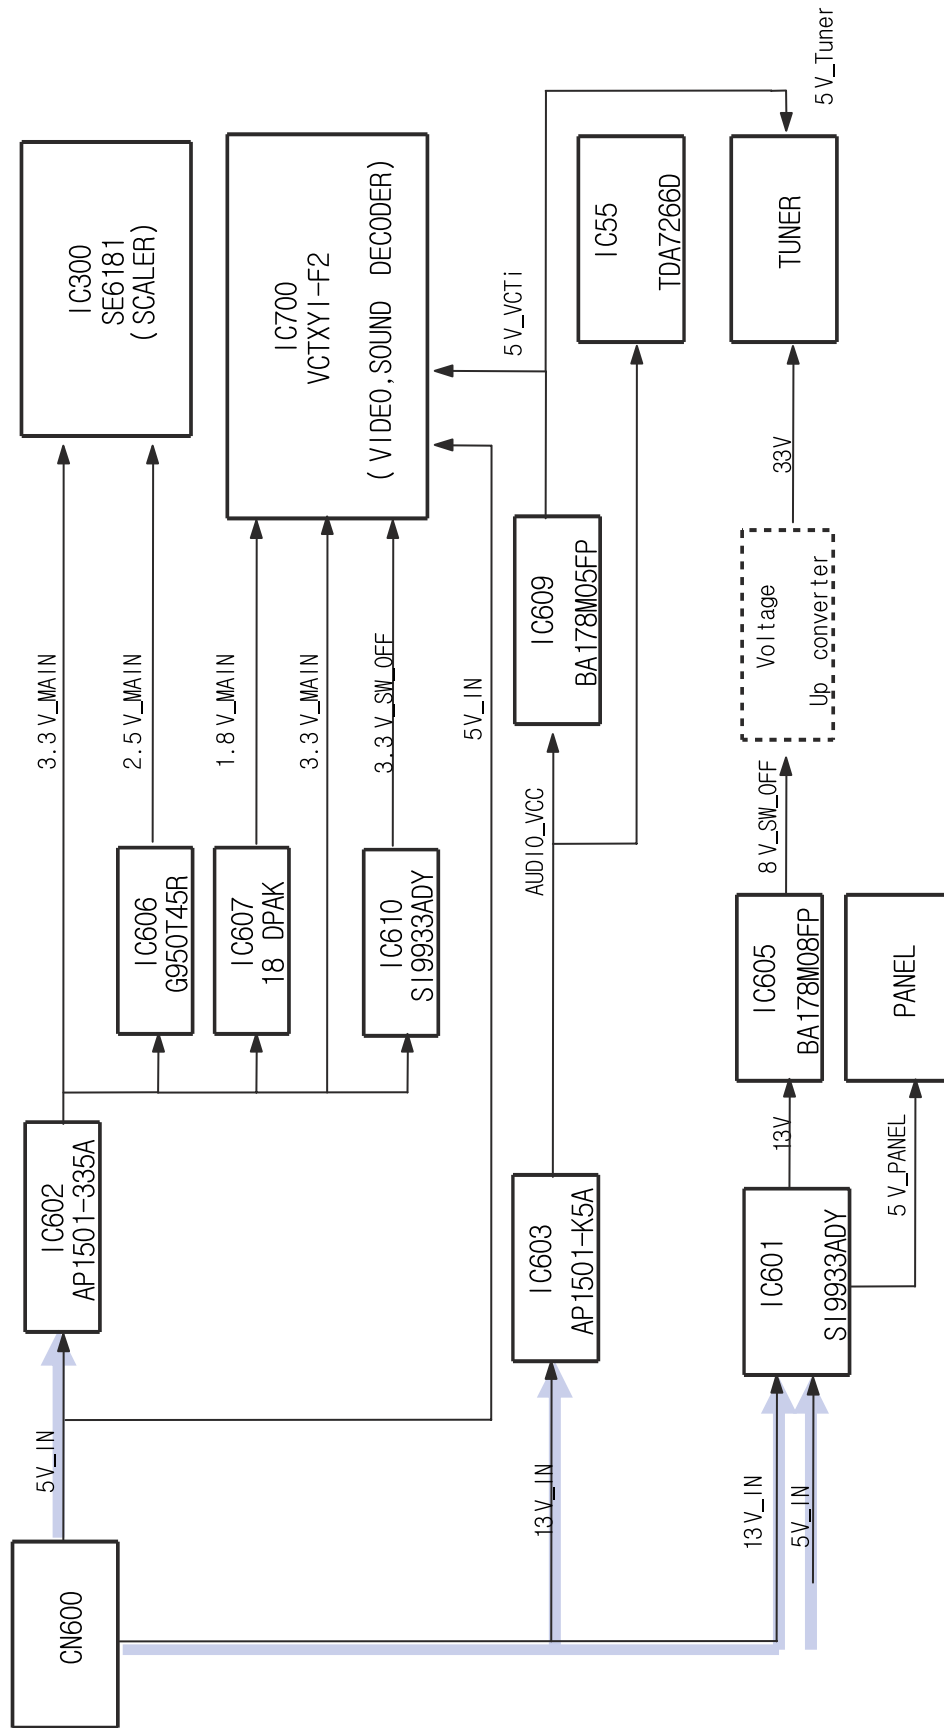 CN600
5V_IN
IC602
AP1501-335A
3.3V_MAIN
IC606
G950T45R
2.5V_MAIN
IC300
SE6181
(SCALER)
IC607
18 DPAK
1.8V_MAIN
3.3V_MAIN
IC610
SI9933ADY
3.3V_SW_OFF
5V_IN
IC700
VCTXYI-F2
(VIDEO,SOUND DECODER)
13V_IN
IC603
AP1501-K5A
AUDIO_VCC
IC609
BA178M05FP
5V_VCTi
IC55
TDA7266D
13V_IN
5V_IN
IC601
SI9933ADY
13V
IC605
BA178M08FP
8V_SW_OFF
Voltage
Up converter
33V
TUNER
5V_Tuner
5V_PANEL
PANEL